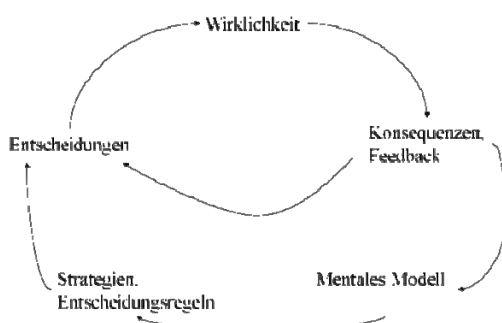 Wirklichkeit
Entscheidungen
Konsequenzen,
Feedback
Strategien,
Entscheidungsregeln
Mentales Modell